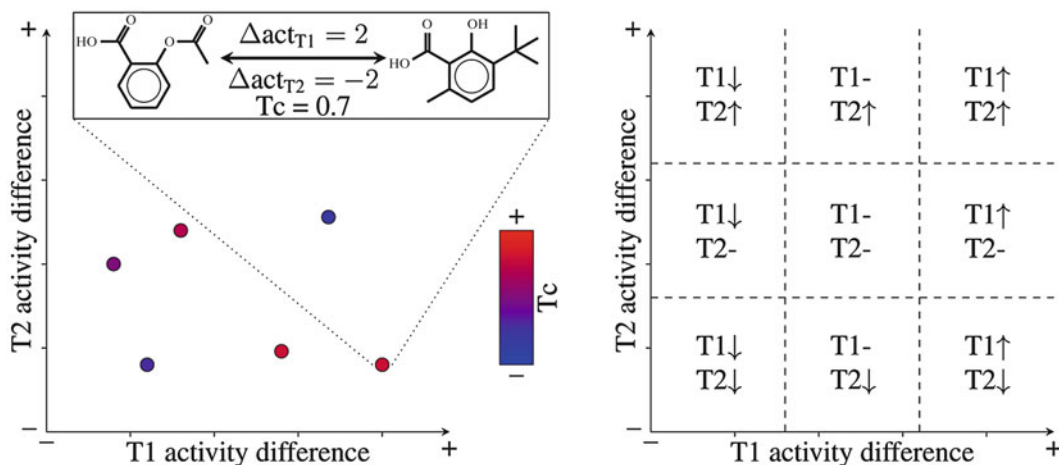 +
O
HO
O
O
Δact_T1 = 2
Δact_T2 = −2
Tc = 0.7
O
OH
HO
T2 activity difference
+
Tc
−
−
−
T1 activity difference
+
+
T1↓
T2↑
T1-
T2↑
T1↑
T2↑
T2 activity difference
T1↓
T2-
T1-
T2-
T1↑
T2-
T1↓
T2↓
T1-
T2↓
T1↑
T2↓
−
−
T1 activity difference
+